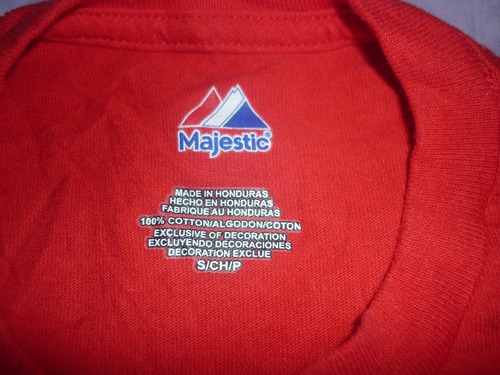 Majestic®
MADE IN HONDURAS
HECHO EN HONDURAS
FABRIQUE AU HONDURAS
100% COTTON/ALGODON/COTON
EXCLUSIVE OF DECORATION
EXCLUYENDO DECORACIONES
DECORATION EXCLUE
S/CH/P